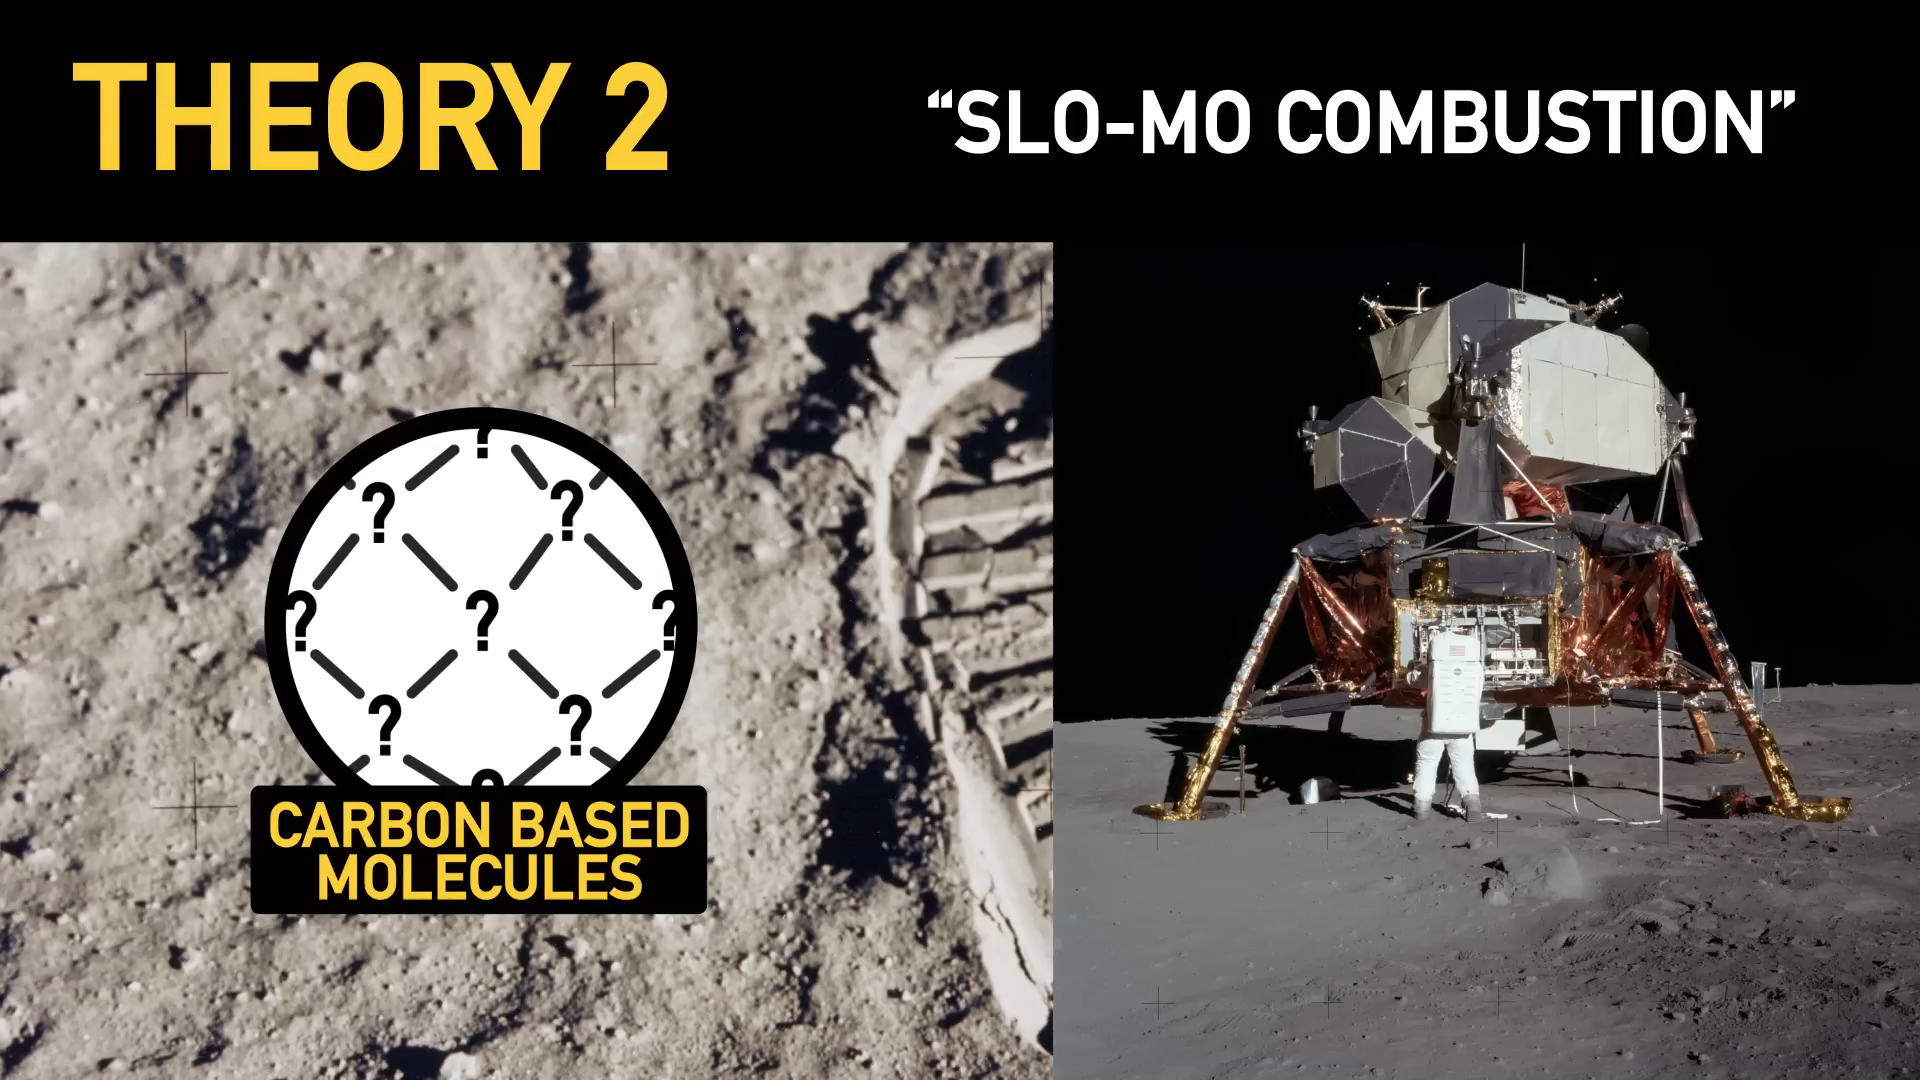 THEORY 2
“SLO-MO COMBUSTION”
?
? ?
? ? ?
? ?
?
CARBON BASED
MOLECULES